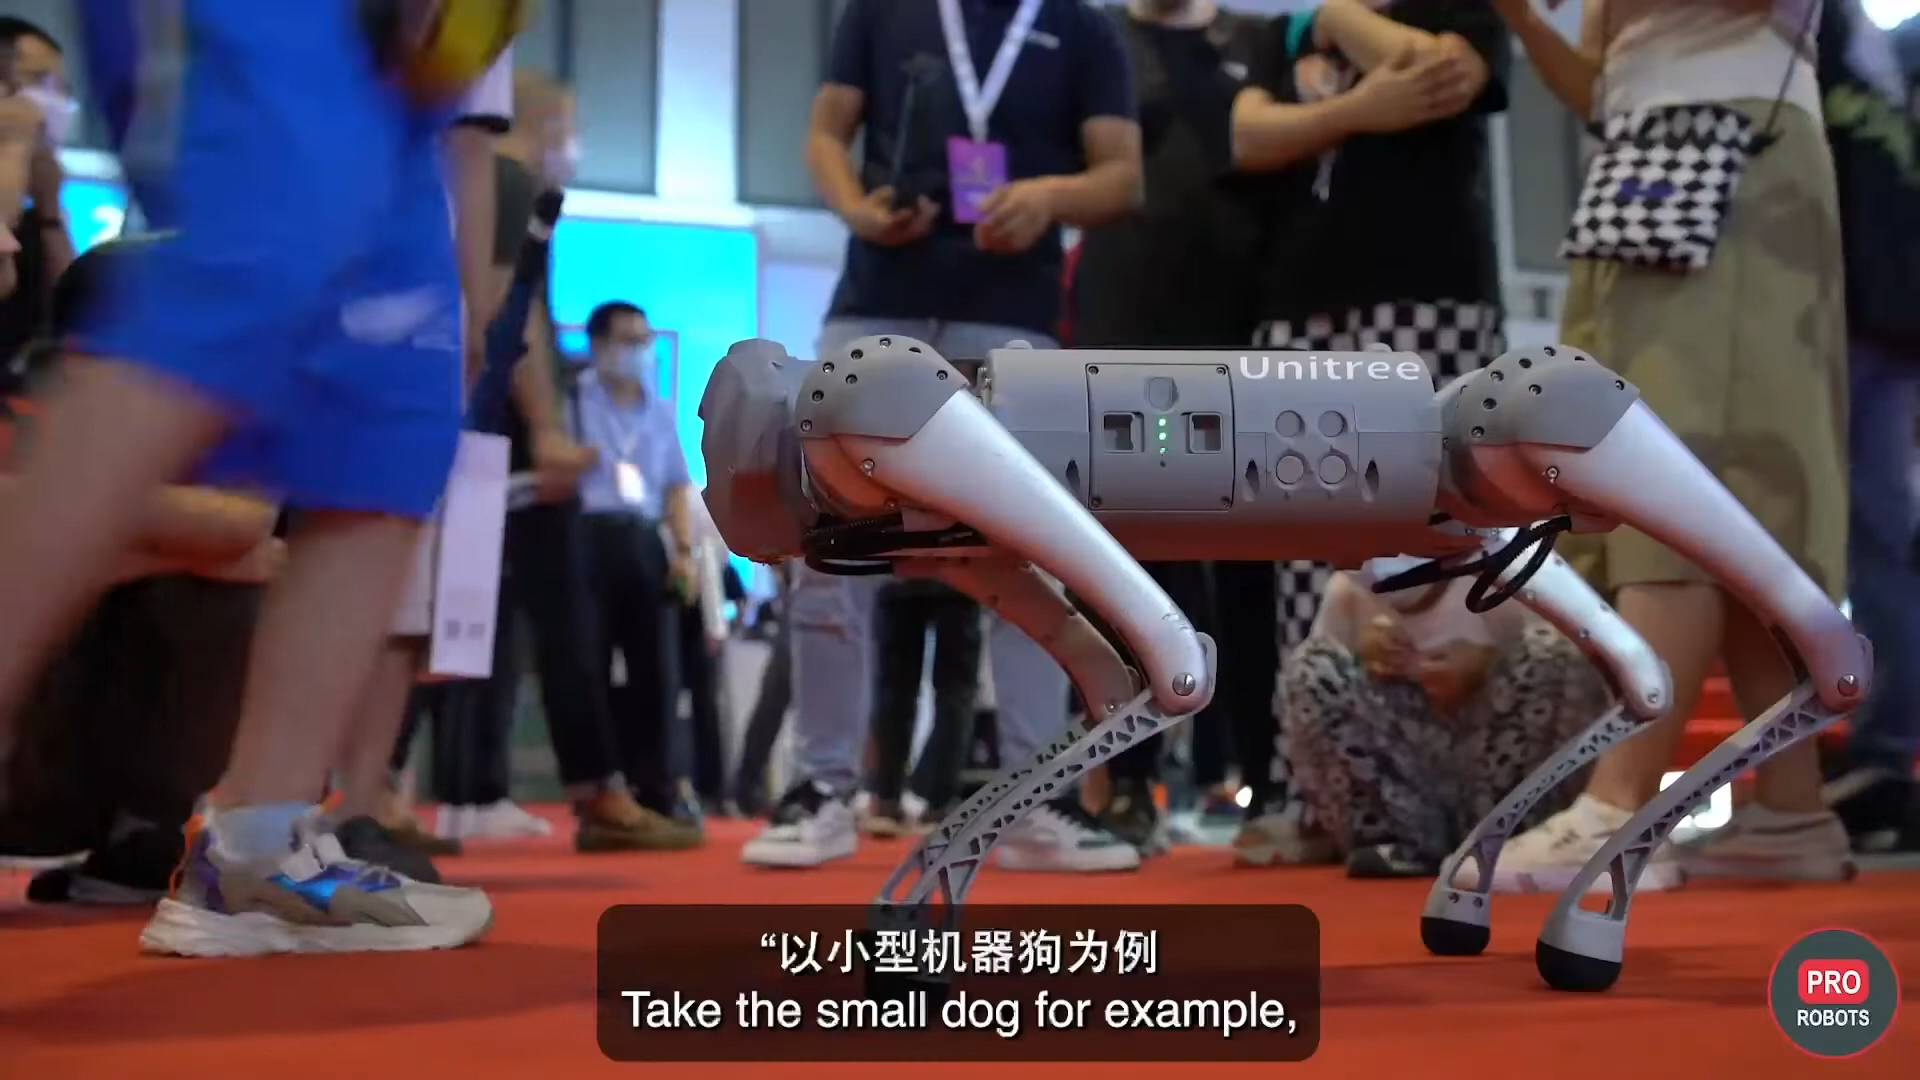 Unitree
“以小型机器狗为例
Take the small dog for example,
PRO
ROBOTS